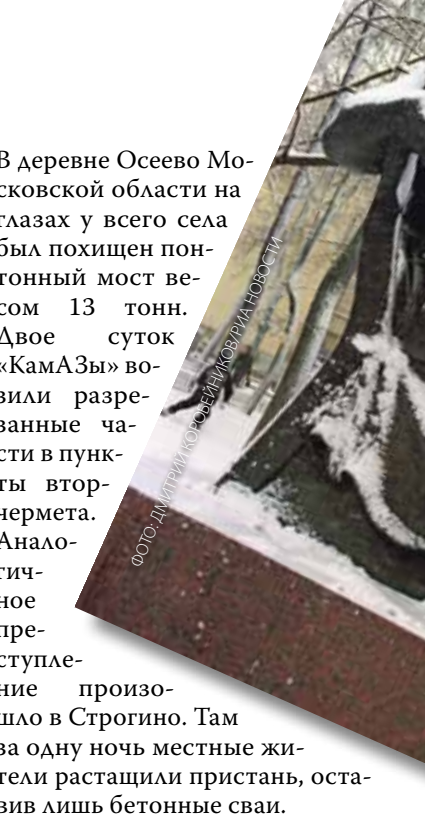 В деревне Осеево Мо-
сковской области на
глазах у всего села
был похищен пон-
тонный мост ве-
сом 13 тонн.
Двое суток
«КамАЗы» во-
зили разре-
занные ча-
сти в пунк-
ты втор-
чермета.
Анало-
гич-
ное
пре-
ступле-
ние произо-
шло в Строгино. Там
за одну ночь местные жи-
тели растащили пристань, оста-
вив лишь бетонные сваи.
ФОТО: ДМИТРИЙ КОРОБЕЙНИКОВ/РИА НОВОСТИ